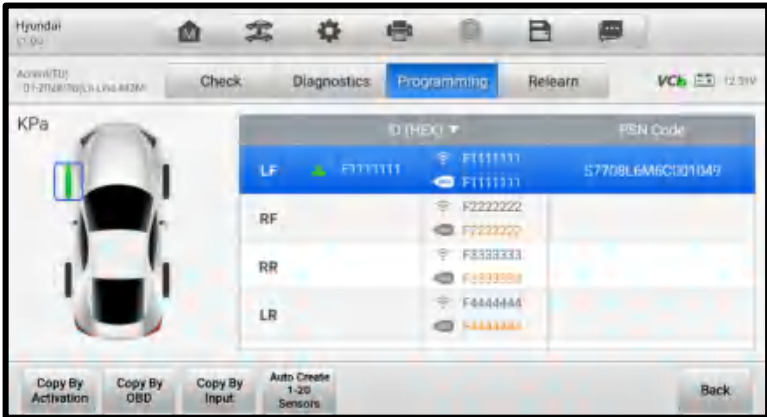 Hyundai
Check Diagnostics Programming Relearn VCI
KPa
ID (HEX) ▼ PSN Code
LF F1111111 F1111111 S7708L6M6C001049
F1111111
RF F2222222
F2222222
RR F3333333
F3333333
LR F4444444
F4444444
Copy By Activation
Copy By OBD
Copy By Input
Auto Create 1-20 Sensors
Back